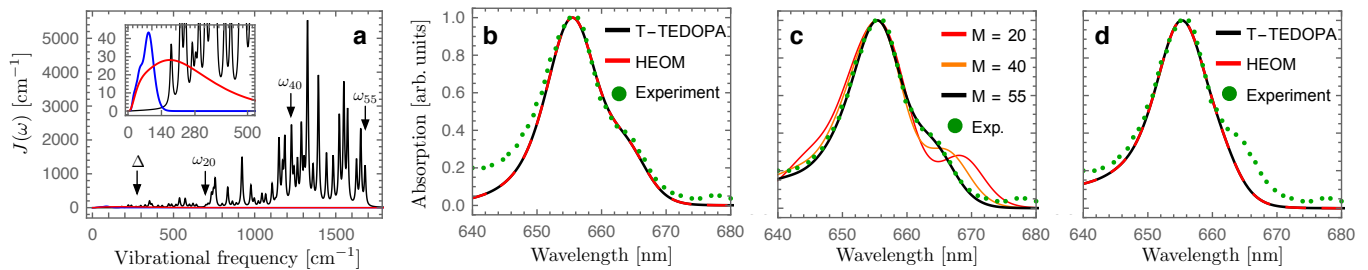 a
J(ω) [cm⁻¹]
5000
4000
3000
2000
1000
0
40
20
0
0 140 280 500
Δ
ω₂₀
ω₄₀
ω₅₅
0 500 1000 1500
Vibrational frequency [cm⁻¹]
b
Absorption [arb. units]
1.0
0.8
0.6
0.4
0.2
0.0
T-TEDOPA
HEOM
Experiment
640 650 660 670 680
Wavelength [nm]
c
M = 20
M = 40
M = 55
Exp.
640 650 660 670 680
Wavelength [nm]
d
T-TEDOPA
HEOM
Experiment
640 650 660 670 680
Wavelength [nm]